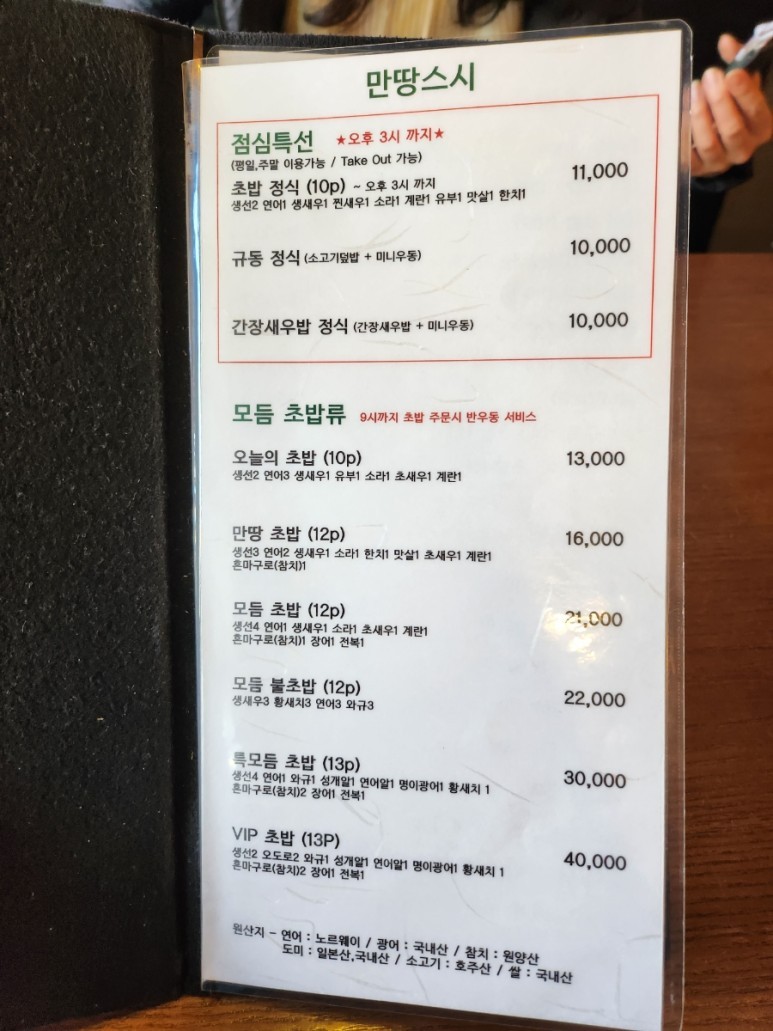 만땅스시
점심특선 ★오후 3시 까지★
(평일,주말 이용가능 / Take Out 가능)
초밥 정식 (10p) ~ 오후 3시 까지 11,000
생선2 연어1 생새우1 찐새우1 소라1 계란1 유부1 맛살1 한치1
규동 정식 (소고기덮밥 + 미니우동) 10,000
간장새우밥 정식 (간장새우밥 + 미니우동) 10,000
모듬 초밥류 9시까지 초밥 주문시 반우동 서비스
오늘의 초밥 (10p) 13,000
생선2 연어3 생새우1 유부1 소라1 초새우1 계란1
만땅 초밥 (12p) 16,000
생선3 연어2 생새우1 소라1 한치1 맛살1 초새우1 계란1
혼마구로(참치)1
모듬 초밥 (12p) 21,000
생선4 연어1 생새우1 소라1 초새우1 계란1
혼마구로(참치)1 장어1 전복1
모듬 불초밥 (12p) 22,000
생새우3 황새치3 연어3 와규3
특모듬 초밥 (13p) 30,000
생선4 연어1 와규1 성개알1 연어알1 명이광어1 황새치 1
혼마구로(참치)2 장어1 전복1
VIP 초밥 (13P) 40,000
생선2 오도로2 와규1 성개알1 연어알1 명이광어1 황새치 1
혼마구로(참치)2 장어1 전복1
원산지 - 연어 : 노르웨이 / 광어 : 국내산 / 참치 : 원양산
도미 : 일본산,국내산 / 소고기 : 호주산 / 쌀 : 국내산